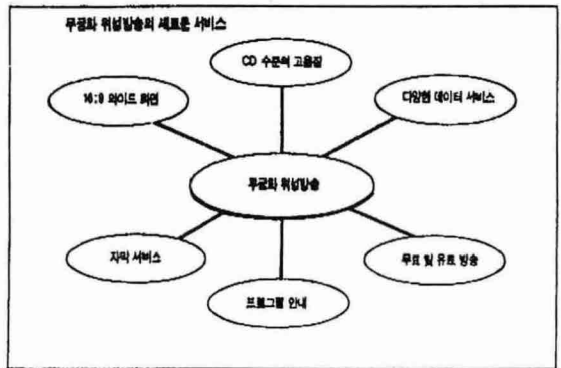 무궁화 위성방송의 새로운 서비스
CD 수준의 고음질
16:9 와이드 화면
다양한 데이터 서비스
무궁화 위성방송
자막 서비스
무료 및 유료 방송
프로그램 안내